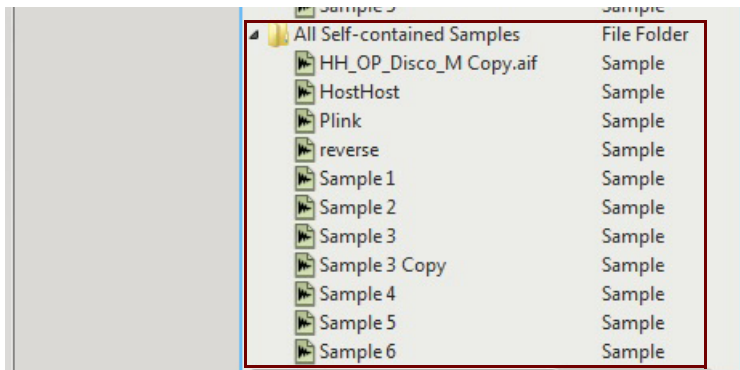 All Self-contained Samples File Folder
HH_OP_Disco_M Copy.aif Sample
HostHost Sample
Plink Sample
reverse Sample
Sample 1 Sample
Sample 2 Sample
Sample 3 Sample
Sample 3 Copy Sample
Sample 4 Sample
Sample 5 Sample
Sample 6 Sample